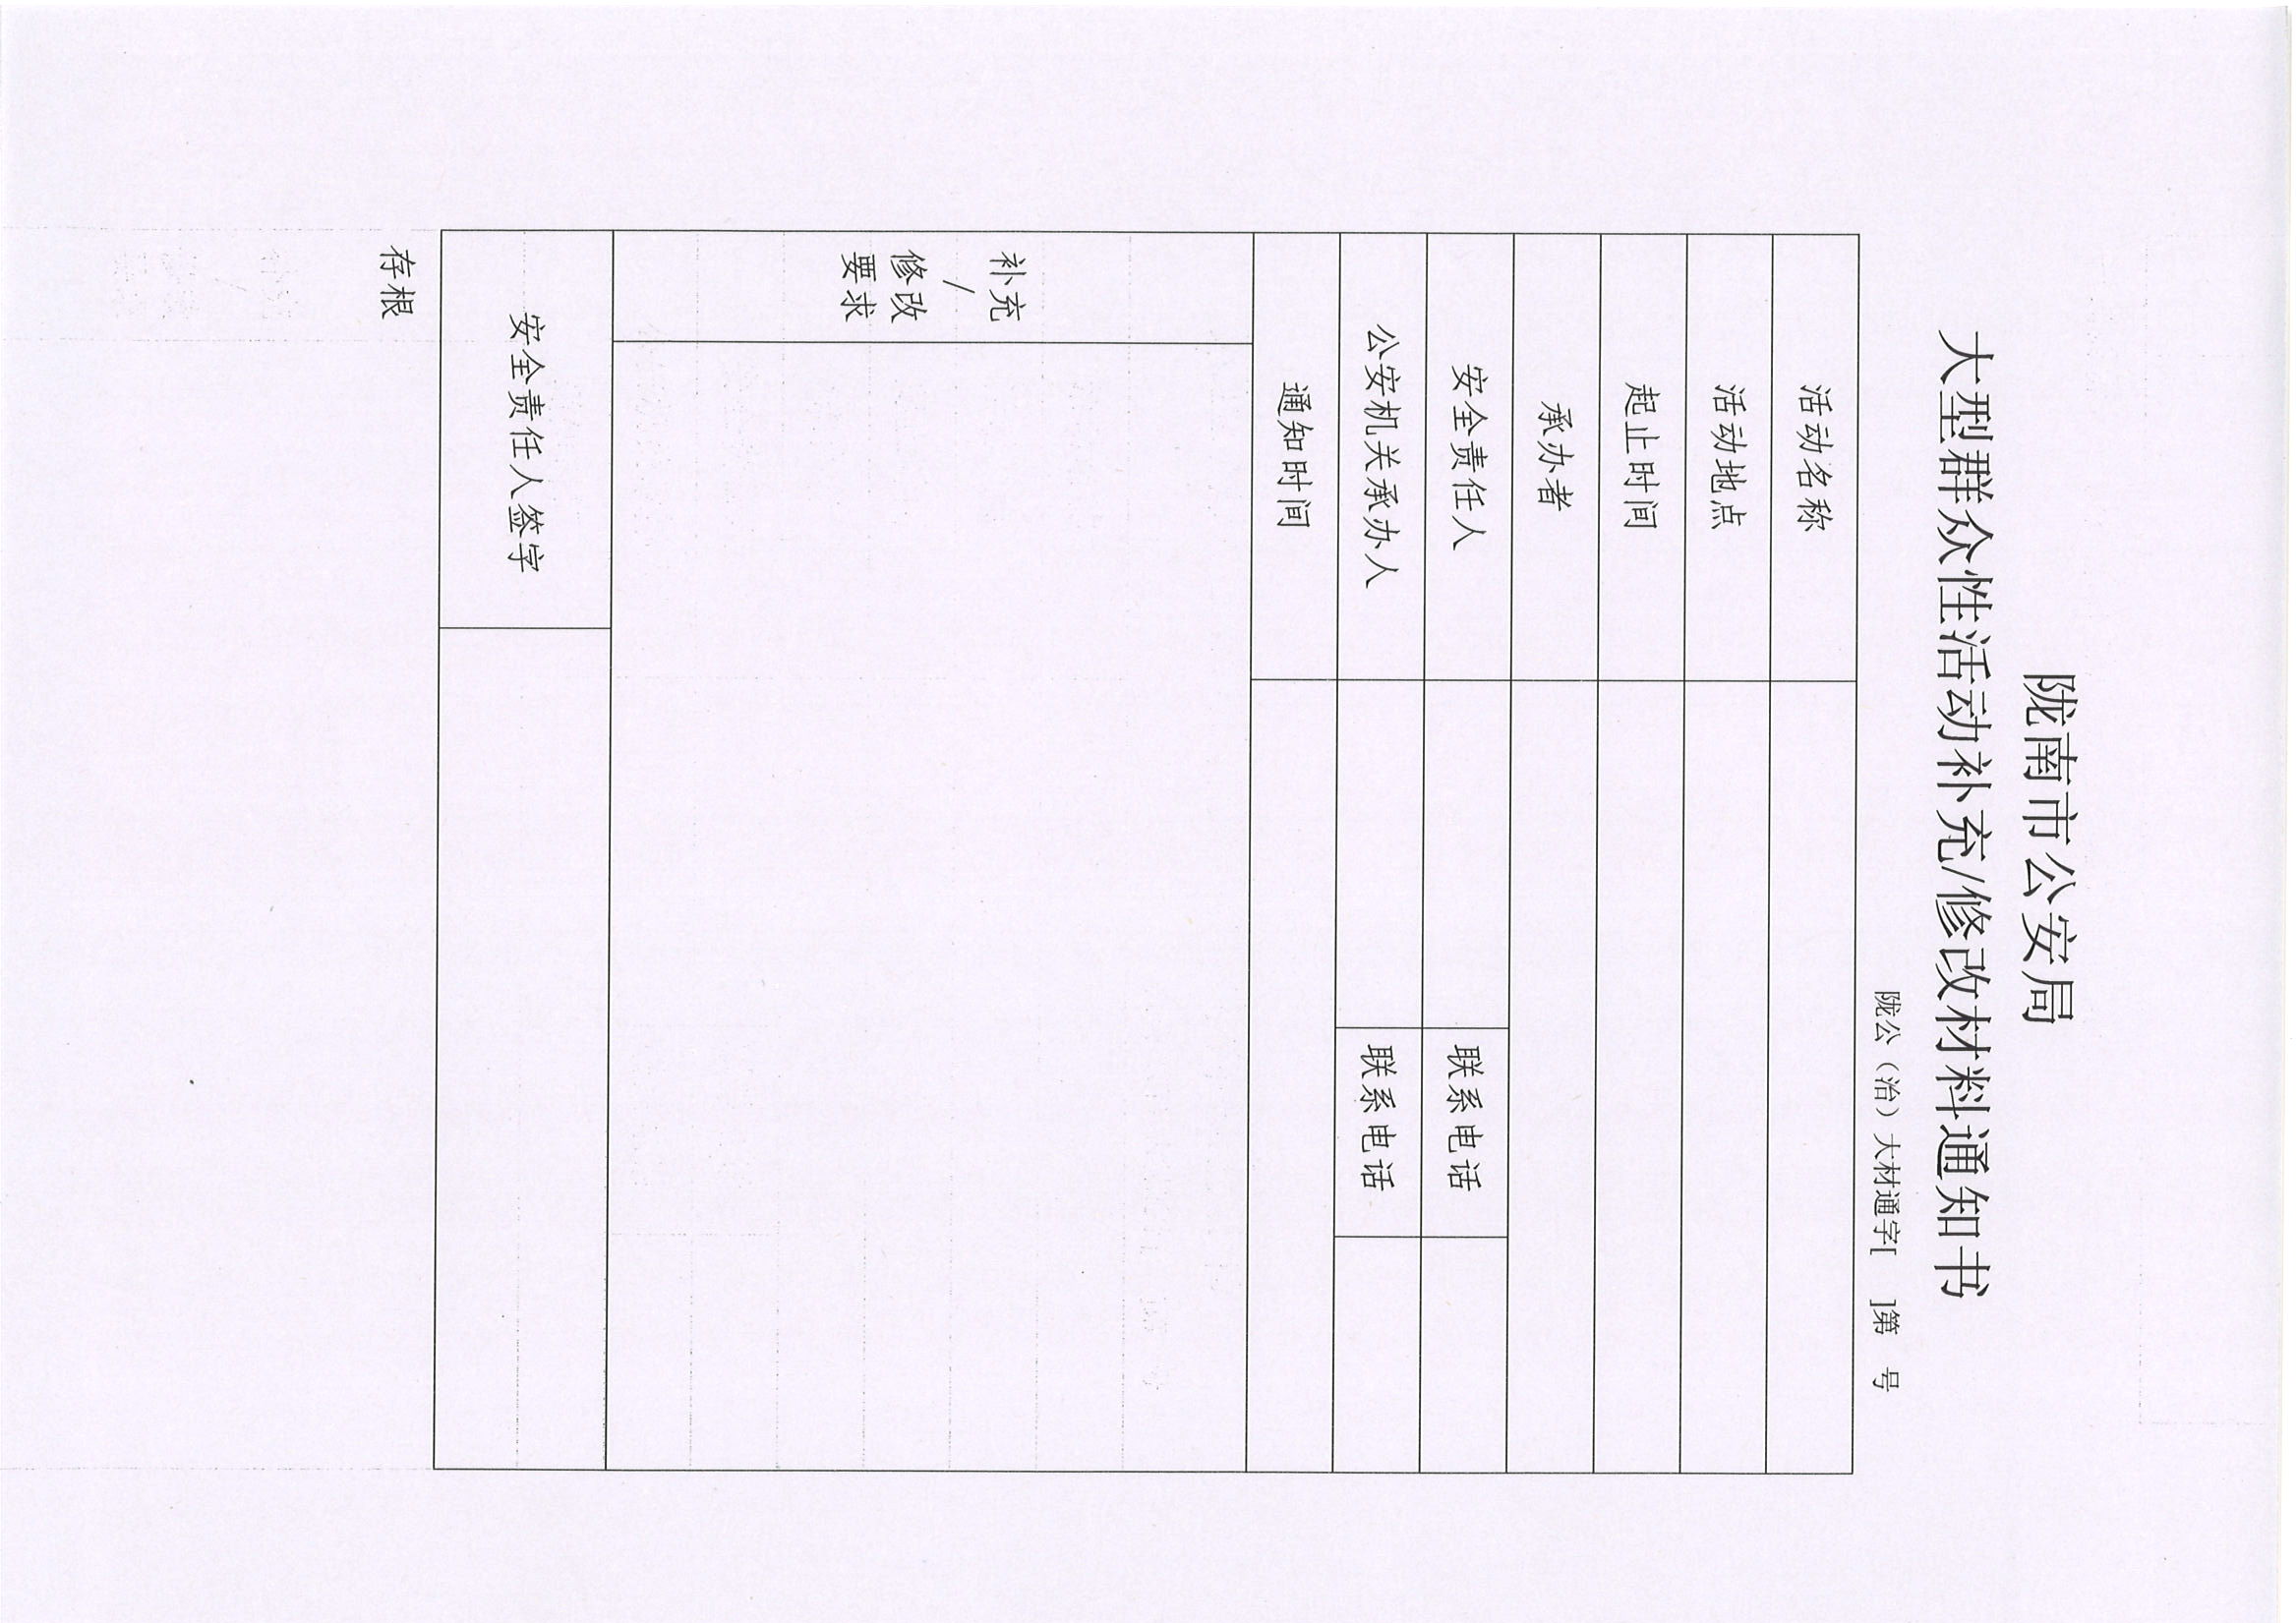 陇南市公安局
大型群众性活动补充/修改材料通知书
陇公（治）大材通字[ ]第 号
活动名称
活动地点
起止时间
承办者
安全责任人 联系电话
公安机关承办人 联系电话
通知时间
补充
/
修改
要求
安全责任人签字
存根